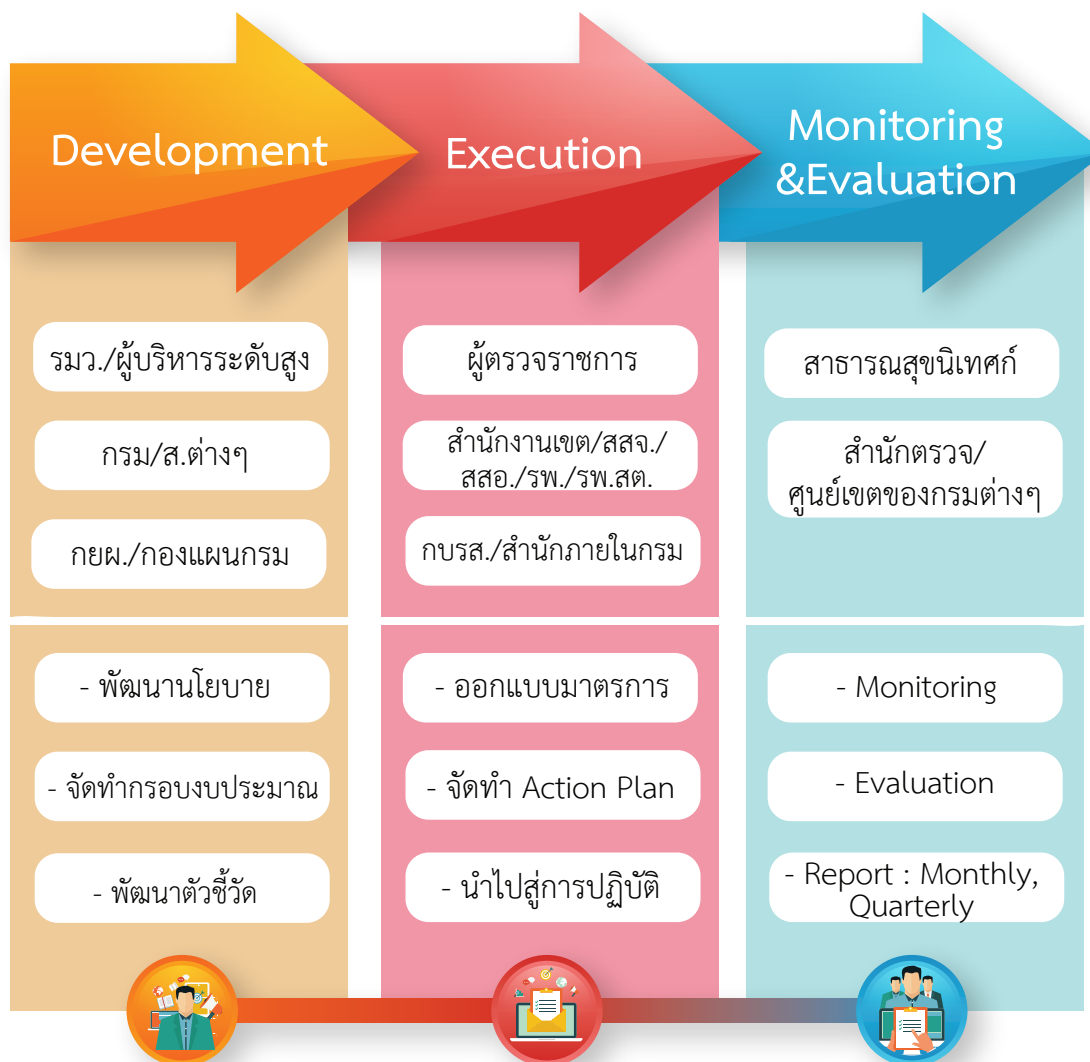 Development
Execution
Monitoring
&Evaluation
รมว./ผู้บริหารระดับสูง
กรม/ส.ต่างๆ
กยผ./กองแผนกรม
ผู้ตรวจราชการ
สำนักงานเขต/สสจ./
สสอ./รพ./รพ.สต.
กบรส./สำนักภายในกรม
สาธารณสุขนิเทศก์
สำนักตรวจ/
ศูนย์เขตของกรมต่างๆ
- พัฒนานโยบาย
- จัดทำกรอบงบประมาณ
- พัฒนาตัวชี้วัด
- ออกแบบมาตรการ
- จัดทำ Action Plan
- นำไปสู่การปฏิบัติ
- Monitoring
- Evaluation
- Report : Monthly,
Quarterly